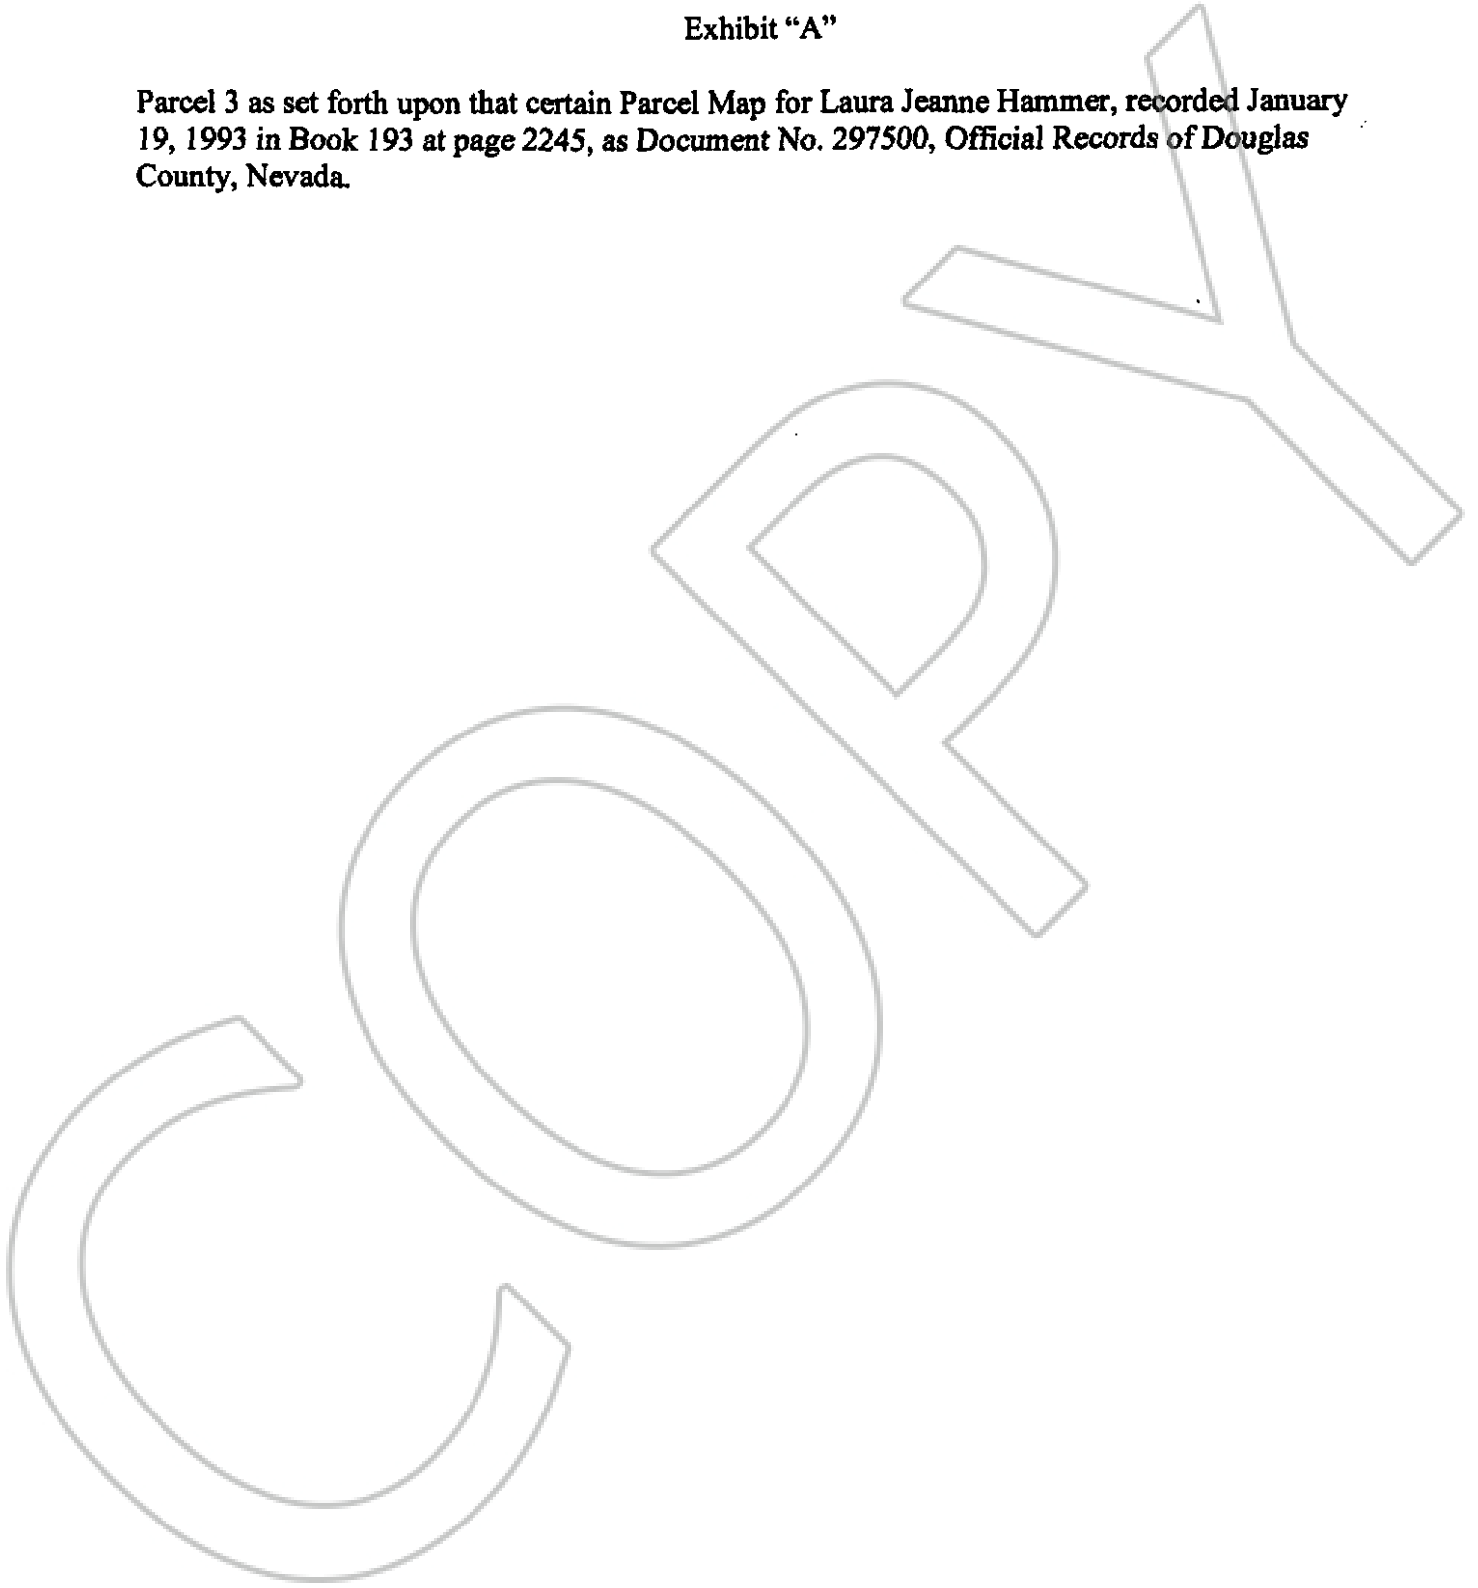 Exhibit “A”
Parcel 3 as set forth upon that certain Parcel Map for Laura Jeanne Hammer, recorded January
19, 1993 in Book 193 at page 2245, as Document No. 297500, Official Records of Douglas
County, Nevada.
COPY